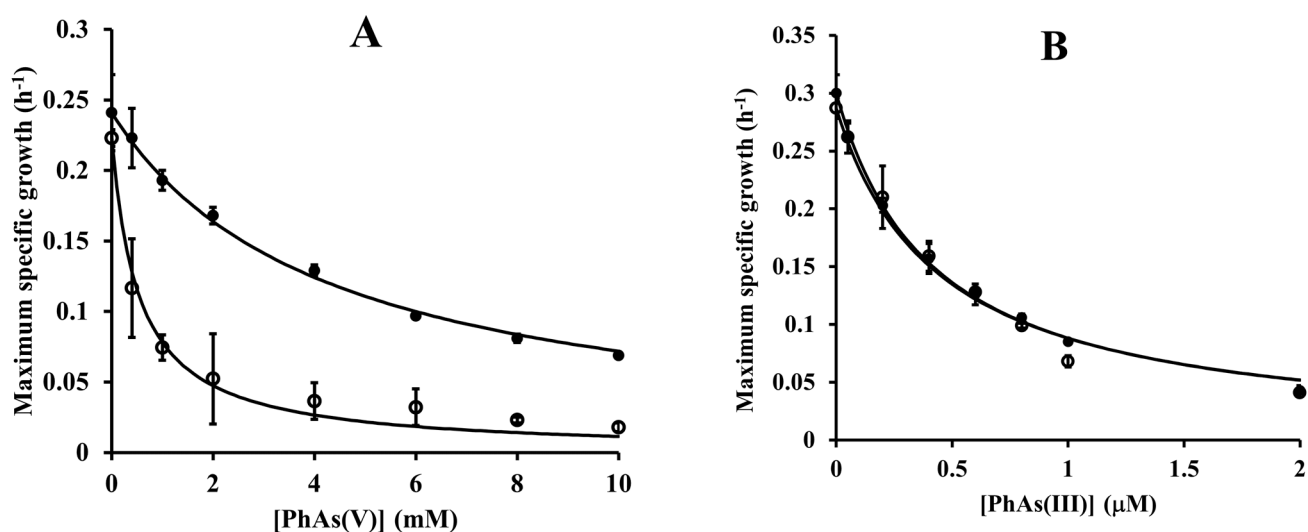 A
Maximum specific growth (h⁻¹)
0.3
0.25
0.2
0.15
0.1
0.05
0
0 2 4 6 8 10
[PhAs(V)] (mM)
B
Maximum specific growth (h⁻¹)
0.35
0.3
0.25
0.2
0.15
0.1
0.05
0
0 0.5 1 1.5 2
[PhAs(III)] (μM)